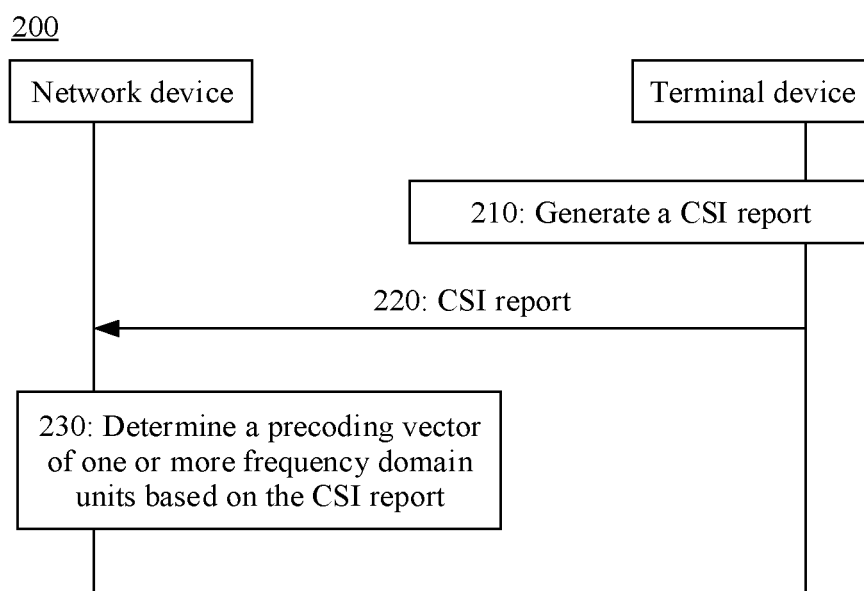 200
Network device
Terminal device
210: Generate a CSI report
220: CSI report
230: Determine a precoding vector
of one or more frequency domain
units based on the CSI report